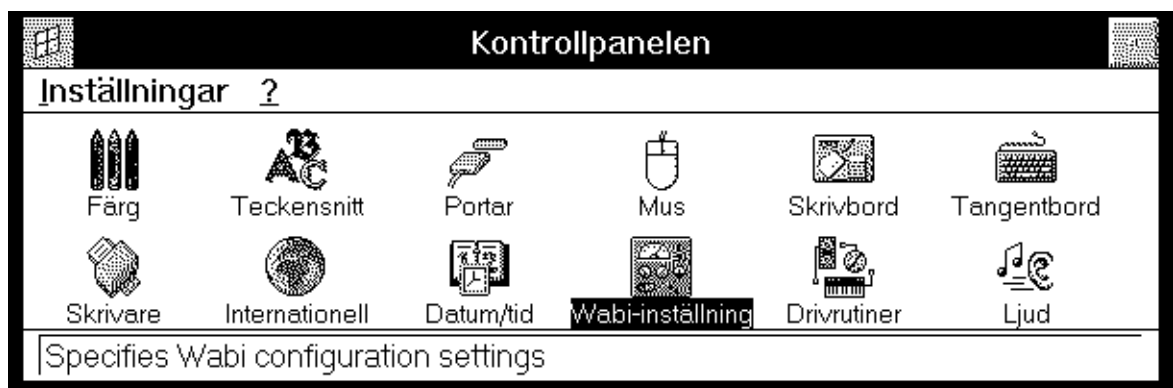 Kontrollpanelen
Inställningar ?
Färg Teckensnitt Portar Mus Skrivbord Tangentbord
Skrivare Internationell Datum/tid Wabi-inställning Drivrutiner Ljud
Specifies Wabi configuration settings